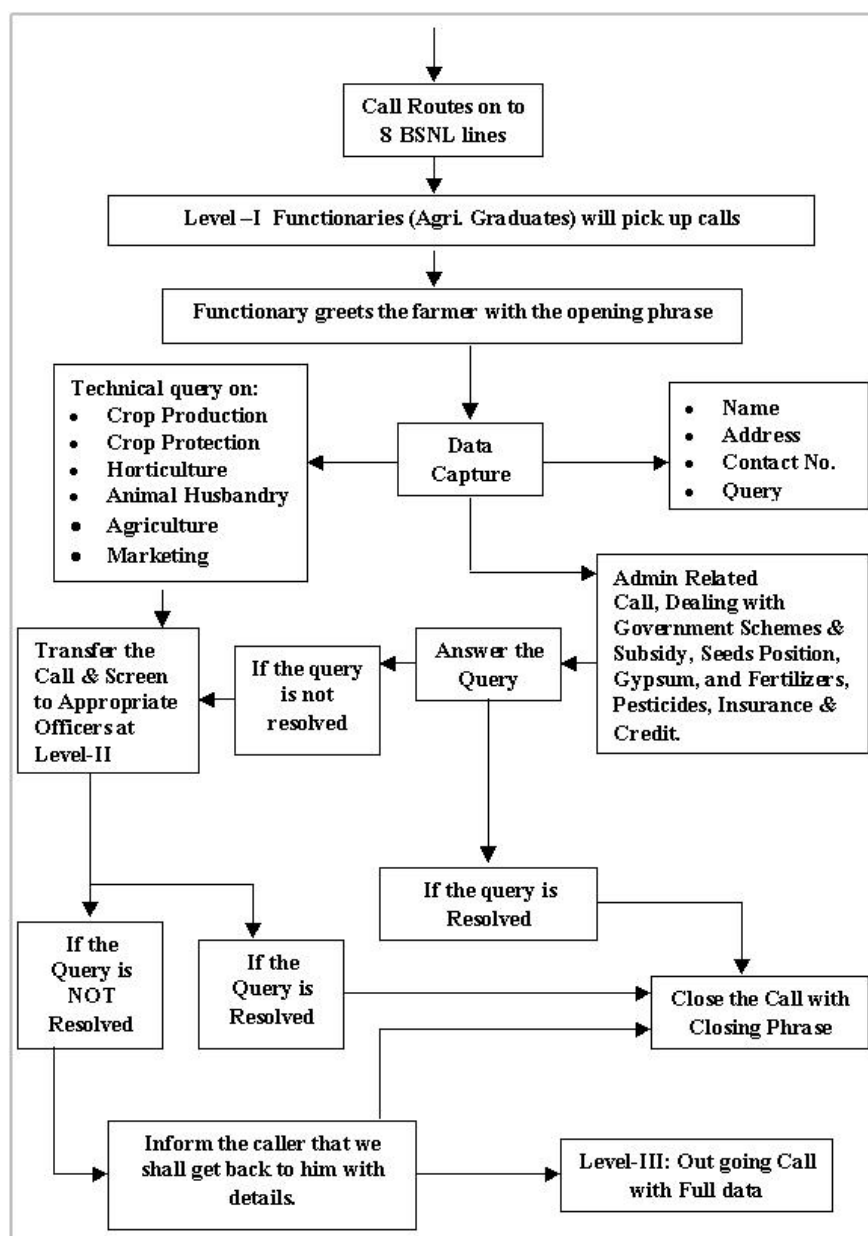 Call Routes on to
8 BSNL lines
Level –I  Functionaries (Agri. Graduates) will pick up calls
Functionary greets the farmer with the opening phrase
Technical query on:
• Crop Production
• Crop Protection
• Horticulture
• Animal Husbandry
• Agriculture
• Marketing
Data
Capture
• Name
• Address
• Contact No.
• Query
Admin Related
Call, Dealing with
Government Schemes &
Subsidy, Seeds Position,
Gypsum, and Fertilizers,
Pesticides, Insurance &
Credit.
Answer the
Query
If the query
is not
resolved
Transfer the
Call & Screen
to Appropriate
Officers at
Level-II
If the query is
Resolved
If the
Query is
NOT
Resolved
If the
Query is
Resolved
Close the Call with
Closing Phrase
Inform the caller that we
shall get back to him with
details.
Level-III: Out going Call
with Full data